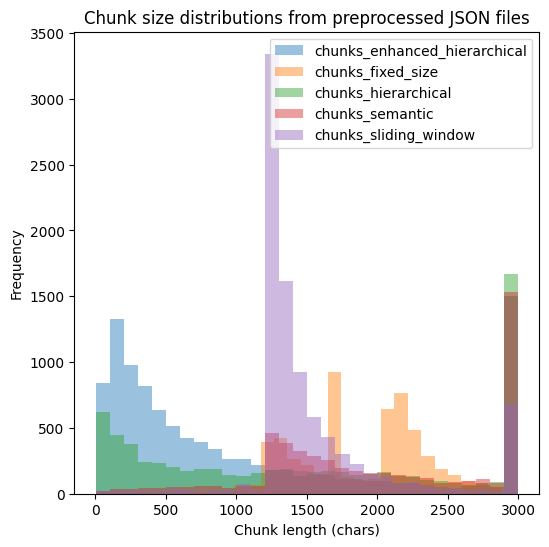 Chunk size distributions from preprocessed JSON files
chunks_enhanced_hierarchical
chunks_fixed_size
chunks_hierarchical
chunks_semantic
chunks_sliding_window
3500
3000
2500
2000
1500
1000
500
0
Frequency
0 500 1000 1500 2000 2500 3000
Chunk length (chars)